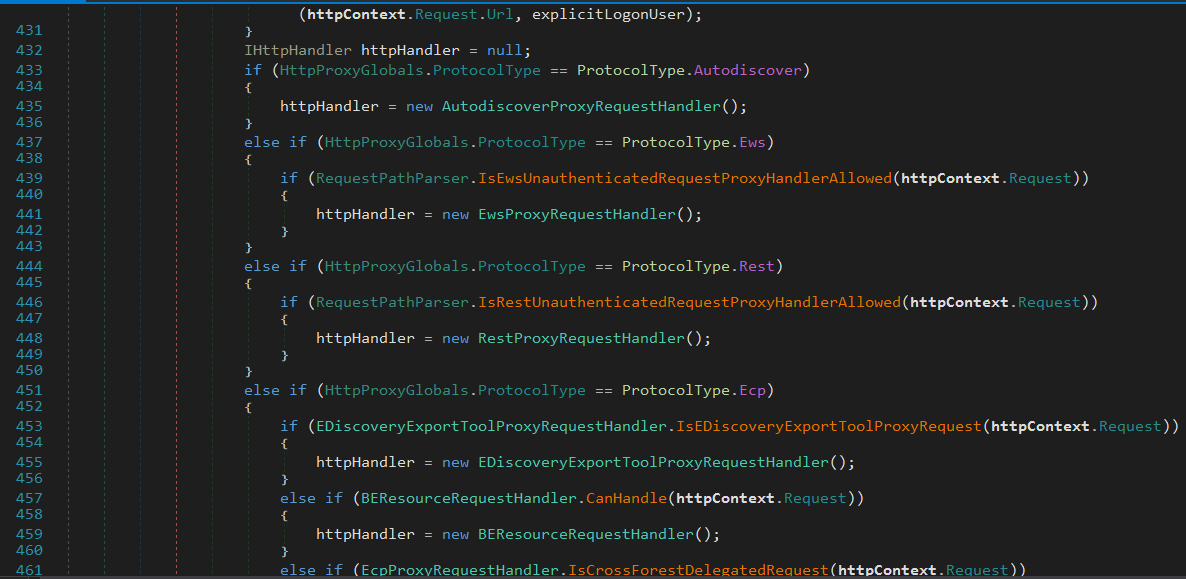 (httpContext.Request.Url, explicitLogonUser);
431 }
432 IHttpHandler httpHandler = null;
433 if (HttpProxyGlobals.ProtocolType == ProtocolType.Autodiscover)
434 {
435 httpHandler = new AutodiscoverProxyRequestHandler();
436 }
437 else if (HttpProxyGlobals.ProtocolType == ProtocolType.Ews)
438 {
439 if (RequestPathParser.IsEwsUnauthenticatedRequestProxyHandlerAllowed(httpContext.Request))
440 {
441 httpHandler = new EwsProxyRequestHandler();
442 }
443 }
444 else if (HttpProxyGlobals.ProtocolType == ProtocolType.Rest)
445 {
446 if (RequestPathParser.IsRestUnauthenticatedRequestProxyHandlerAllowed(httpContext.Request))
447 {
448 httpHandler = new RestProxyRequestHandler();
449 }
450 }
451 else if (HttpProxyGlobals.ProtocolType == ProtocolType.Ecp)
452 {
453 if (EDiscoveryExportToolProxyRequestHandler.IsEDiscoveryExportToolProxyRequest(httpContext.Request))
454 {
455 httpHandler = new EDiscoveryExportToolProxyRequestHandler();
456 }
457 else if (BEResourceRequestHandler.CanHandle(httpContext.Request))
458 {
459 httpHandler = new BEResourceRequestHandler();
460 }
461 else if (EcpProxyRequestHandler.IsCrossForestDelegatedRequest(httpContext.Request))